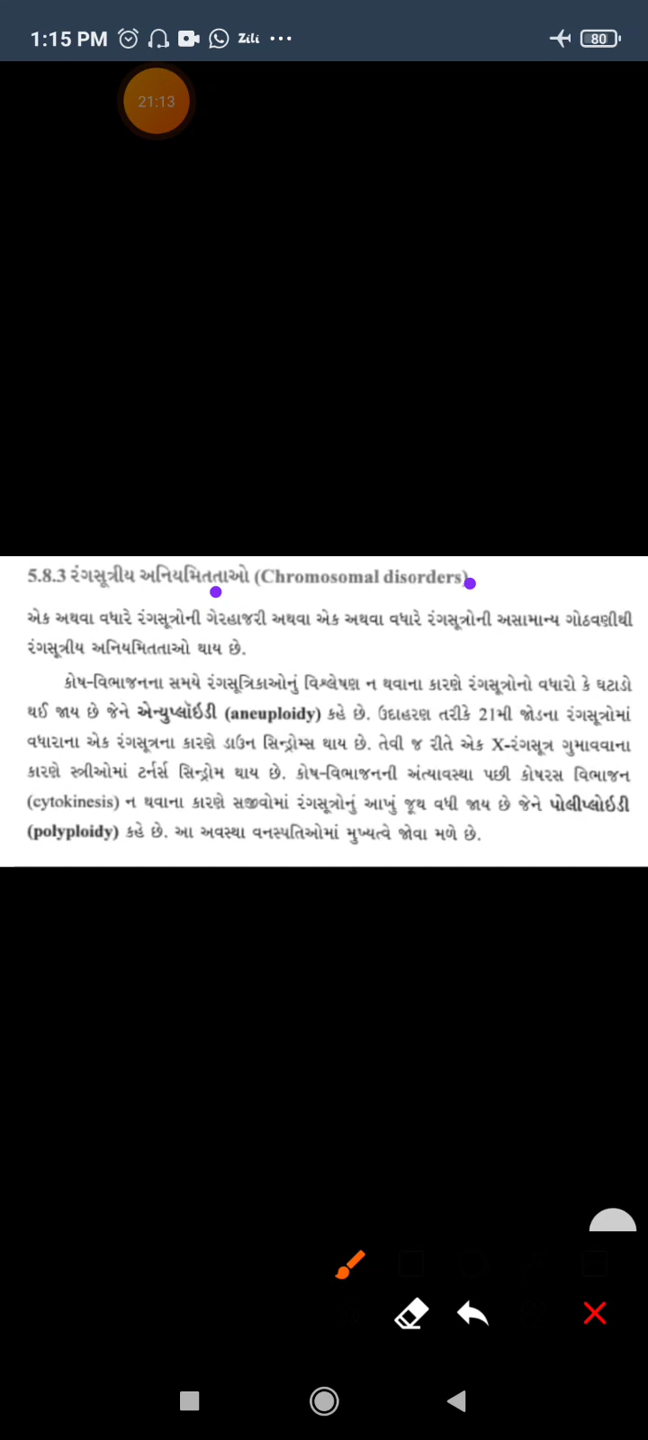 1:15 PM Zili ... 80
21:13
5.8.3 રંગસૂત્રીય અનિયમિતતાઓ (Chromosomal disorders)
એક અથવા વધારે રંગસૂત્રોની ગેરહાજરી અથવા એક અથવા વધારે રંગસૂત્રોની અસામાન્ય ગોઠવણીથી
રંગસૂત્રીય અનિયમિતતાઓ થાય છે.
કોષ-વિભાજનના સમયે રંગસૂત્રિકાઓનું વિશ્લેષણ ન થવાના કારણે રંગસૂત્રોનો વધારો કે ઘટાડો
થઈ જાય છે જેને એન્યુપ્લૉઇડી (aneuploidy) કહે છે. ઉદાહરણ તરીકે 21મી જોડના રંગસૂત્રોમાં
વધારાના એક રંગસૂત્રના કારણે ડાઉન સિન્ડ્રોમ્સ થાય છે. તેવી જ રીતે એક X-રંગસૂત્ર ગુમાવવાના
કારણે સ્ત્રીઓમાં ટર્નર્સ સિન્ડ્રોમ થાય છે. કોષ-વિભાજનની અંત્યાવસ્થા પછી કોષરસ વિભાજન
(cytokinesis) ન થવાના કારણે સજીવોમાં રંગસૂત્રોનું આખું જૂથ વધી જાય છે જેને પોલીપ્લોઇડી
(polyploidy) કહે છે. આ અવસ્થા વનસ્પતિઓમાં મુખ્યત્વે જોવા મળે છે.